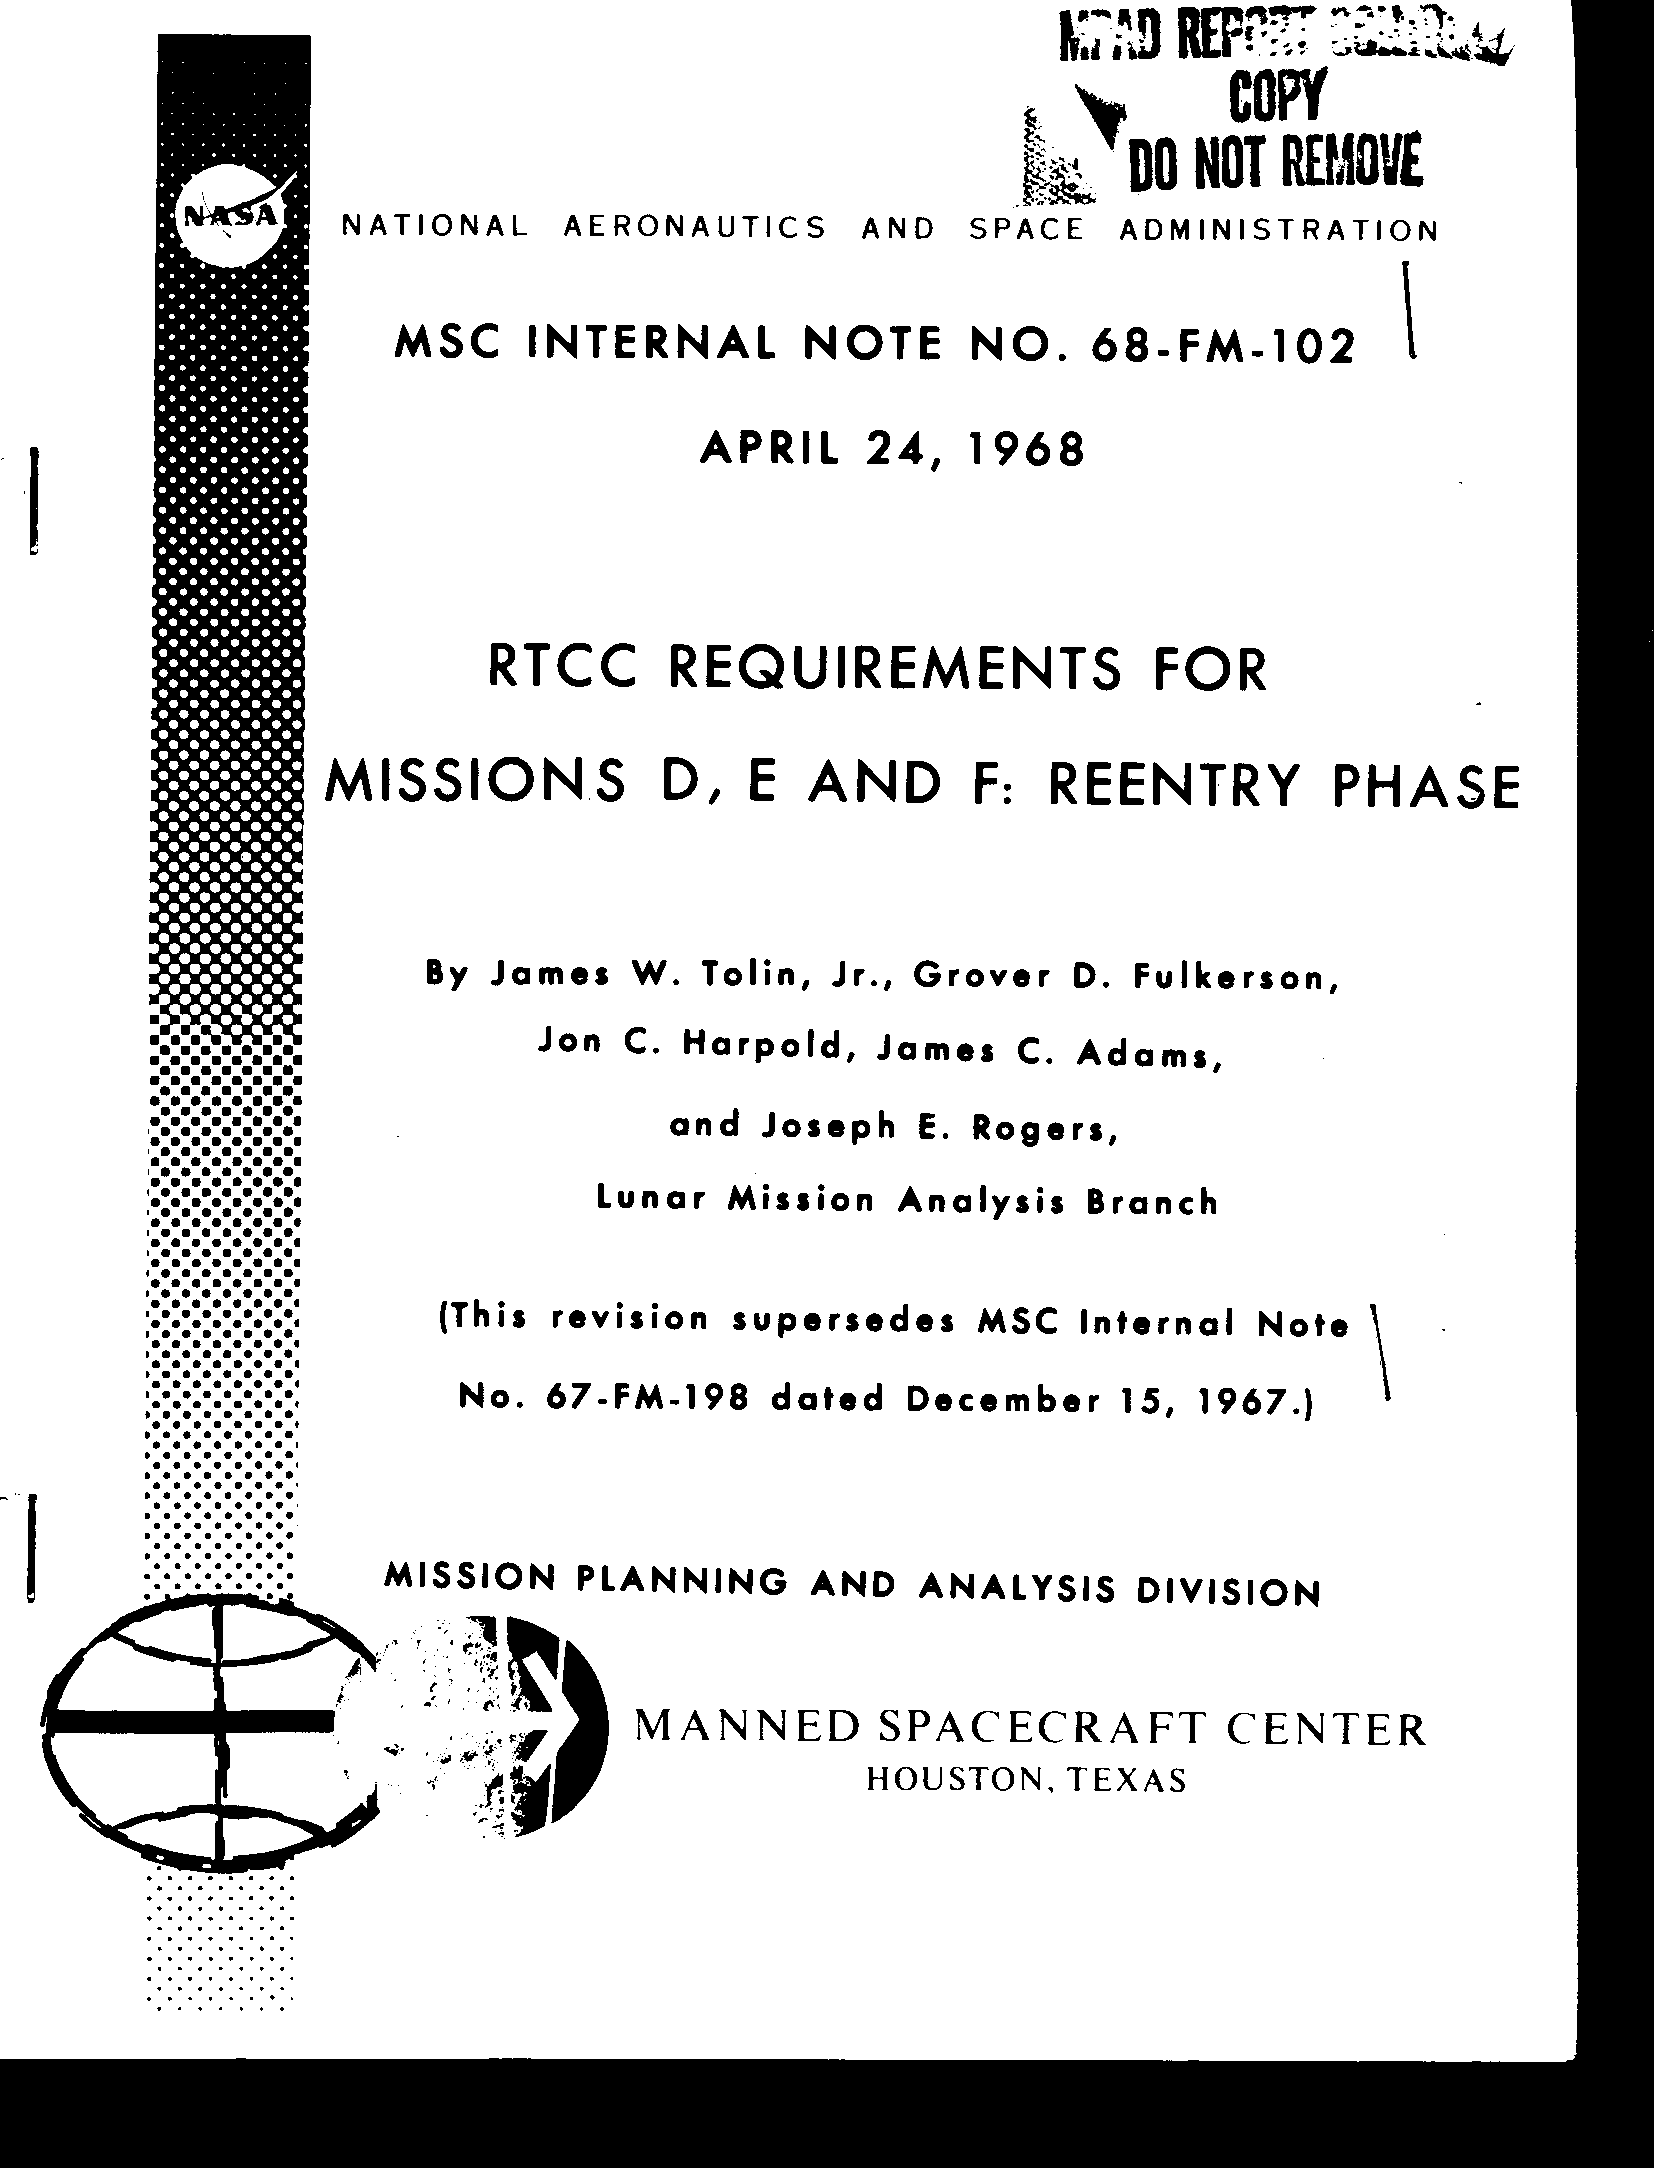 MPAD REPORT
COPY
DO NOT REMOVE
NASA
NATIONAL AERONAUTICS AND SPACE ADMINISTRATION
MSC INTERNAL NOTE NO. 68-FM-102
APRIL 24, 1968
RTCC REQUIREMENTS FOR
MISSIONS D, E AND F: REENTRY PHASE
By James W. Tolin, Jr., Grover D. Fulkerson,
Jon C. Harpold, James C. Adams,
and Joseph E. Rogers,
Lunar Mission Analysis Branch
(This revision supersedes MSC Internal Note
No. 67-FM-198 dated December 15, 1967.)
MISSION PLANNING AND ANALYSIS DIVISION
MANNED SPACECRAFT CENTER
HOUSTON, TEXAS